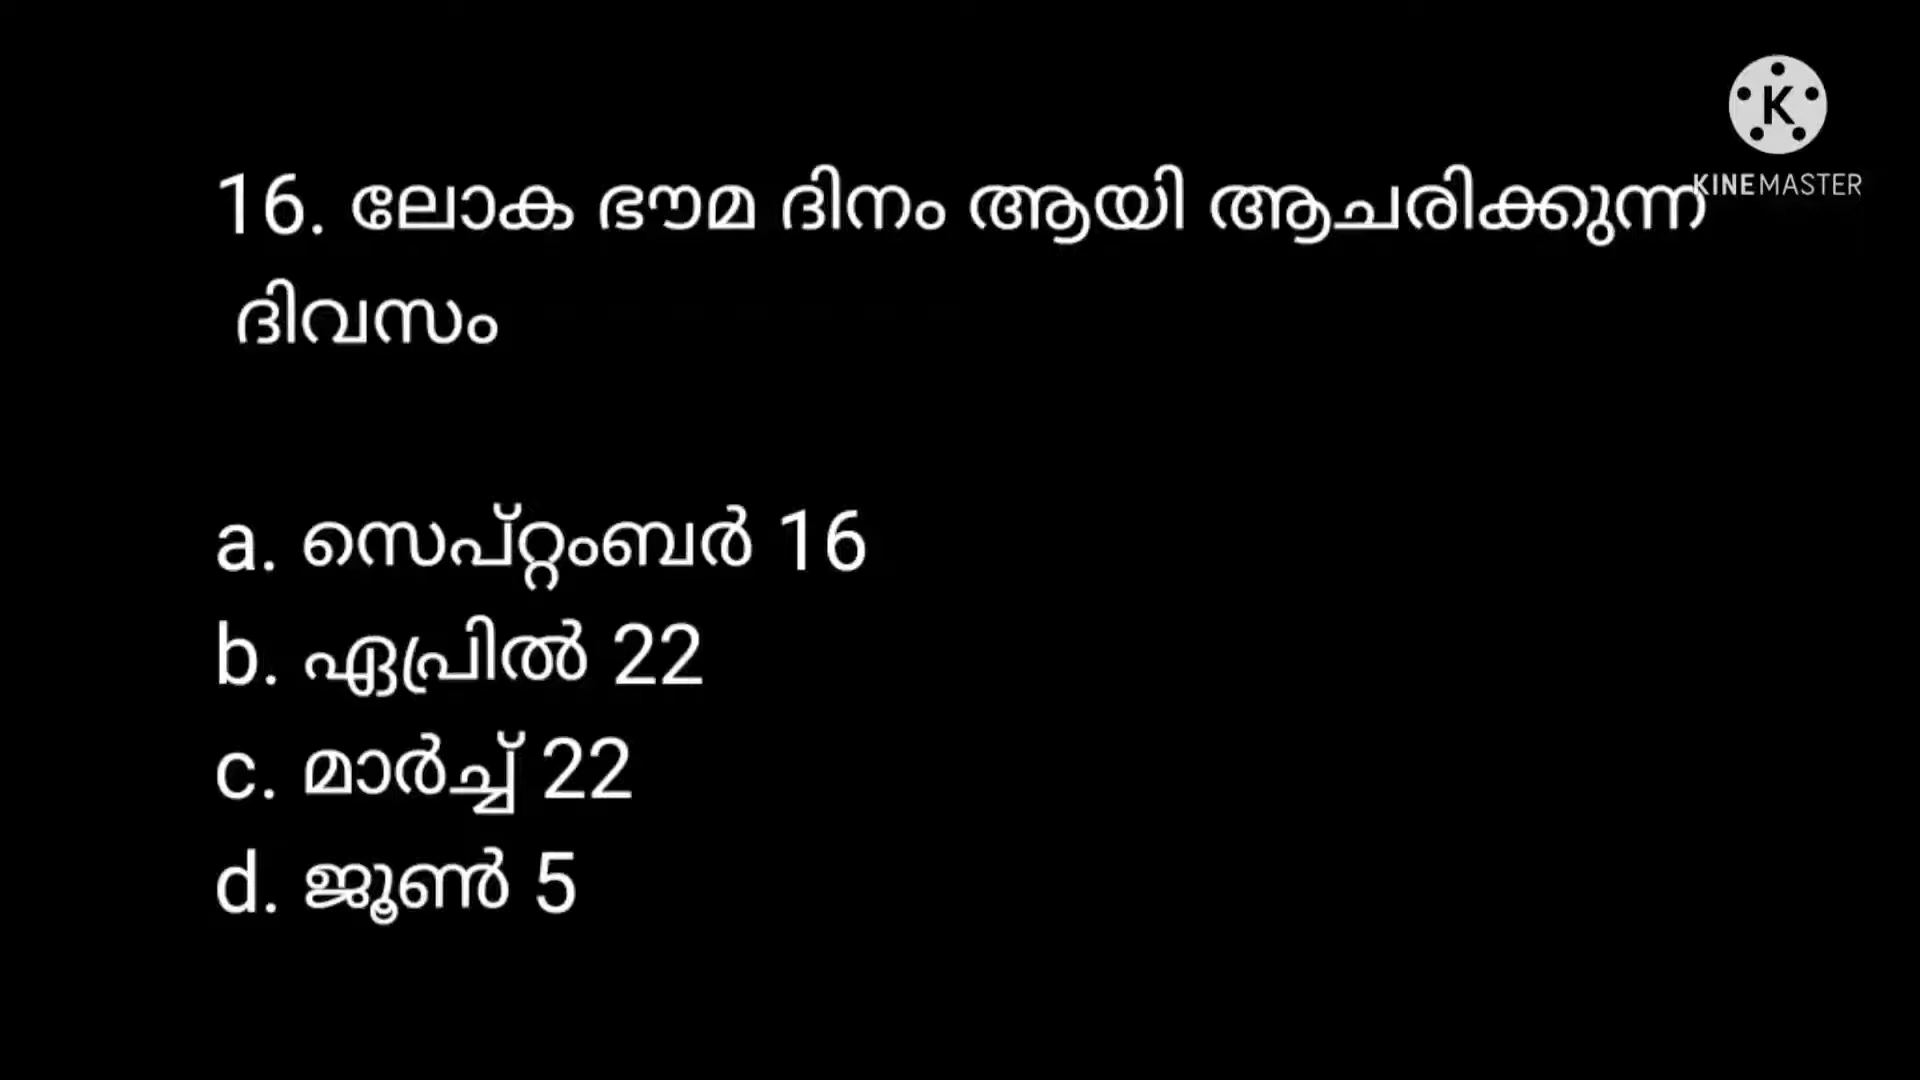 K
KINEMASTER
16. ലോക ഭൗമ ദിനം ആയി ആചരിക്കുന്ന
ദിവസം
a. സെപ്റ്റംബർ 16
b. ഏപ്രിൽ 22
c. മാർച്ച് 22
d. ജൂൺ 5